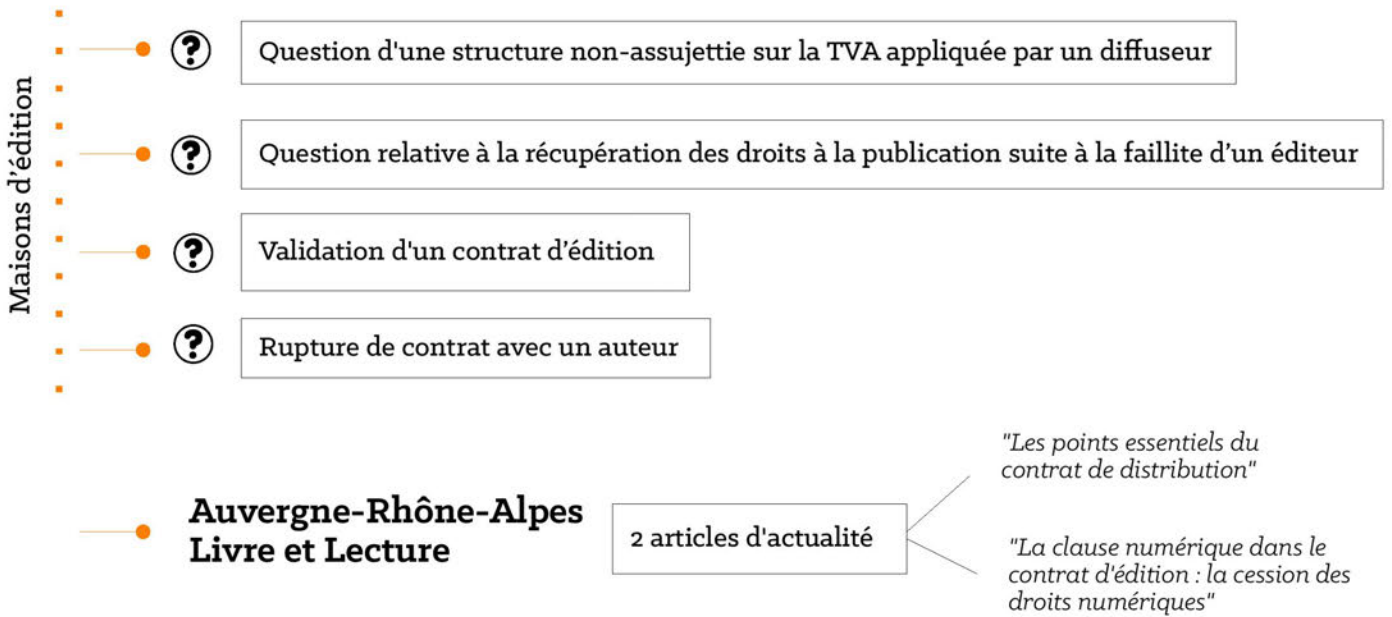 Maisons d'édition
?
Question d'une structure non-assujettie sur la TVA appliquée par un diffuseur
?
Question relative à la récupération des droits à la publication suite à la faillite d’un éditeur
?
Validation d'un contrat d’édition
?
Rupture de contrat avec un auteur
Auvergne-Rhône-Alpes
Livre et Lecture
2 articles d'actualité
"Les points essentiels du
contrat de distribution"
"La clause numérique dans le
contrat d'édition : la cession des
droits numériques"